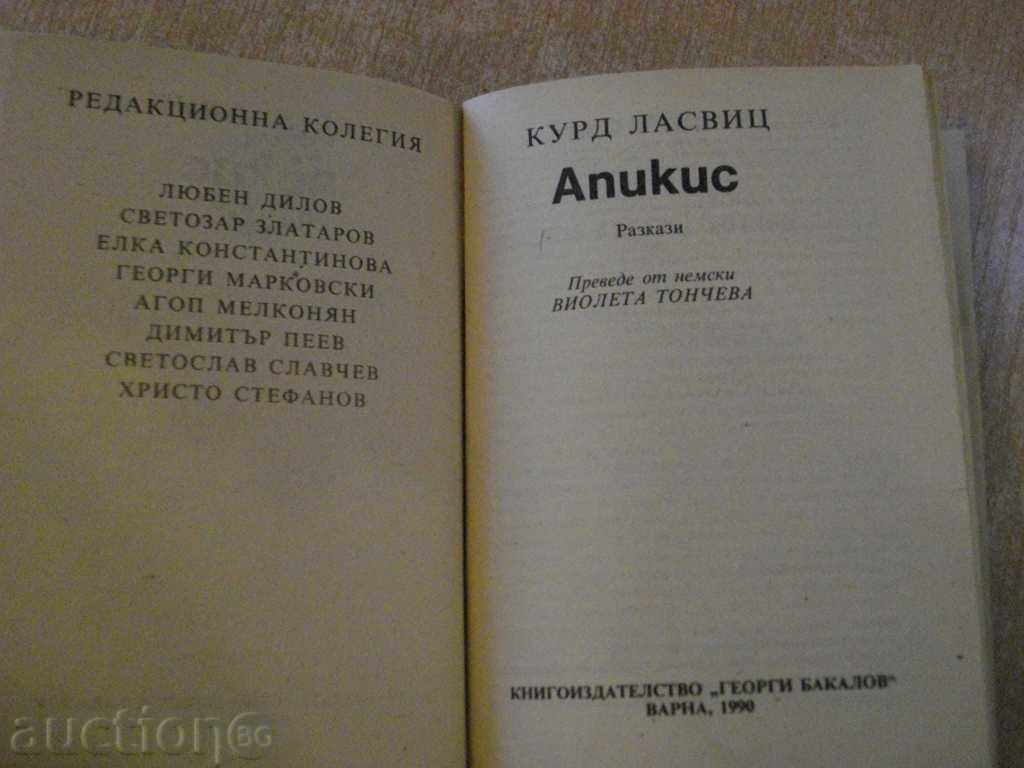 РЕДАКЦИОННА КОЛЕГИЯ
ЛЮБЕН ДИЛОВ
СВЕТОЗАР ЗЛАТАРОВ
ЕЛКА КОНСТАНТИНОВА
ГЕОРГИ МАРКОВСКИ
АГОП МЕЛКОНЯН
ДИМИТЪР ПЕЕВ
СВЕТОСЛАВ СЛАВЧЕВ
ХРИСТО СТЕФАНОВ
КУРД ЛАСВИЦ
Апикис
Разкази
Преведе от немски
ВИОЛЕТА ТОНЧЕВА
КНИГОИЗДАТЕЛСТВО „ГЕОРГИ БАКАЛОВ"
ВАРНА, 1990
auction BG